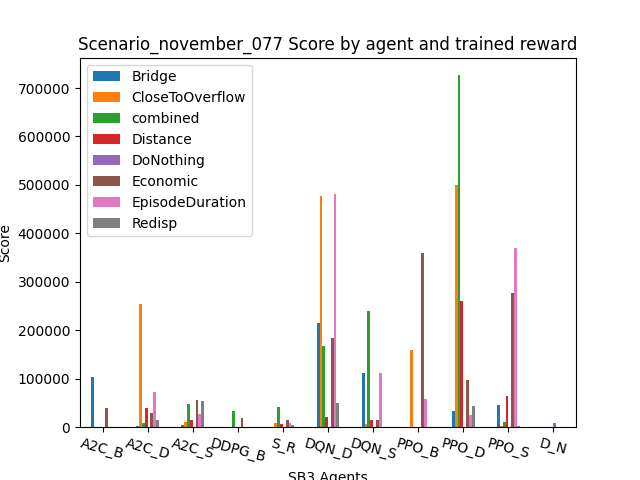 Scenario_november_077 Score by agent and trained reward
Score
700000
600000
500000
400000
300000
200000
100000
0
Bridge
CloseToOverflow
combined
Distance
DoNothing
Economic
EpisodeDuration
Redisp
A2C_B
A2C_D
A2C_S
DDPG_B
S_R
DQN_D
DQN_S
PPO_B
PPO_D
PPO_S
D_N
SB3 Agents